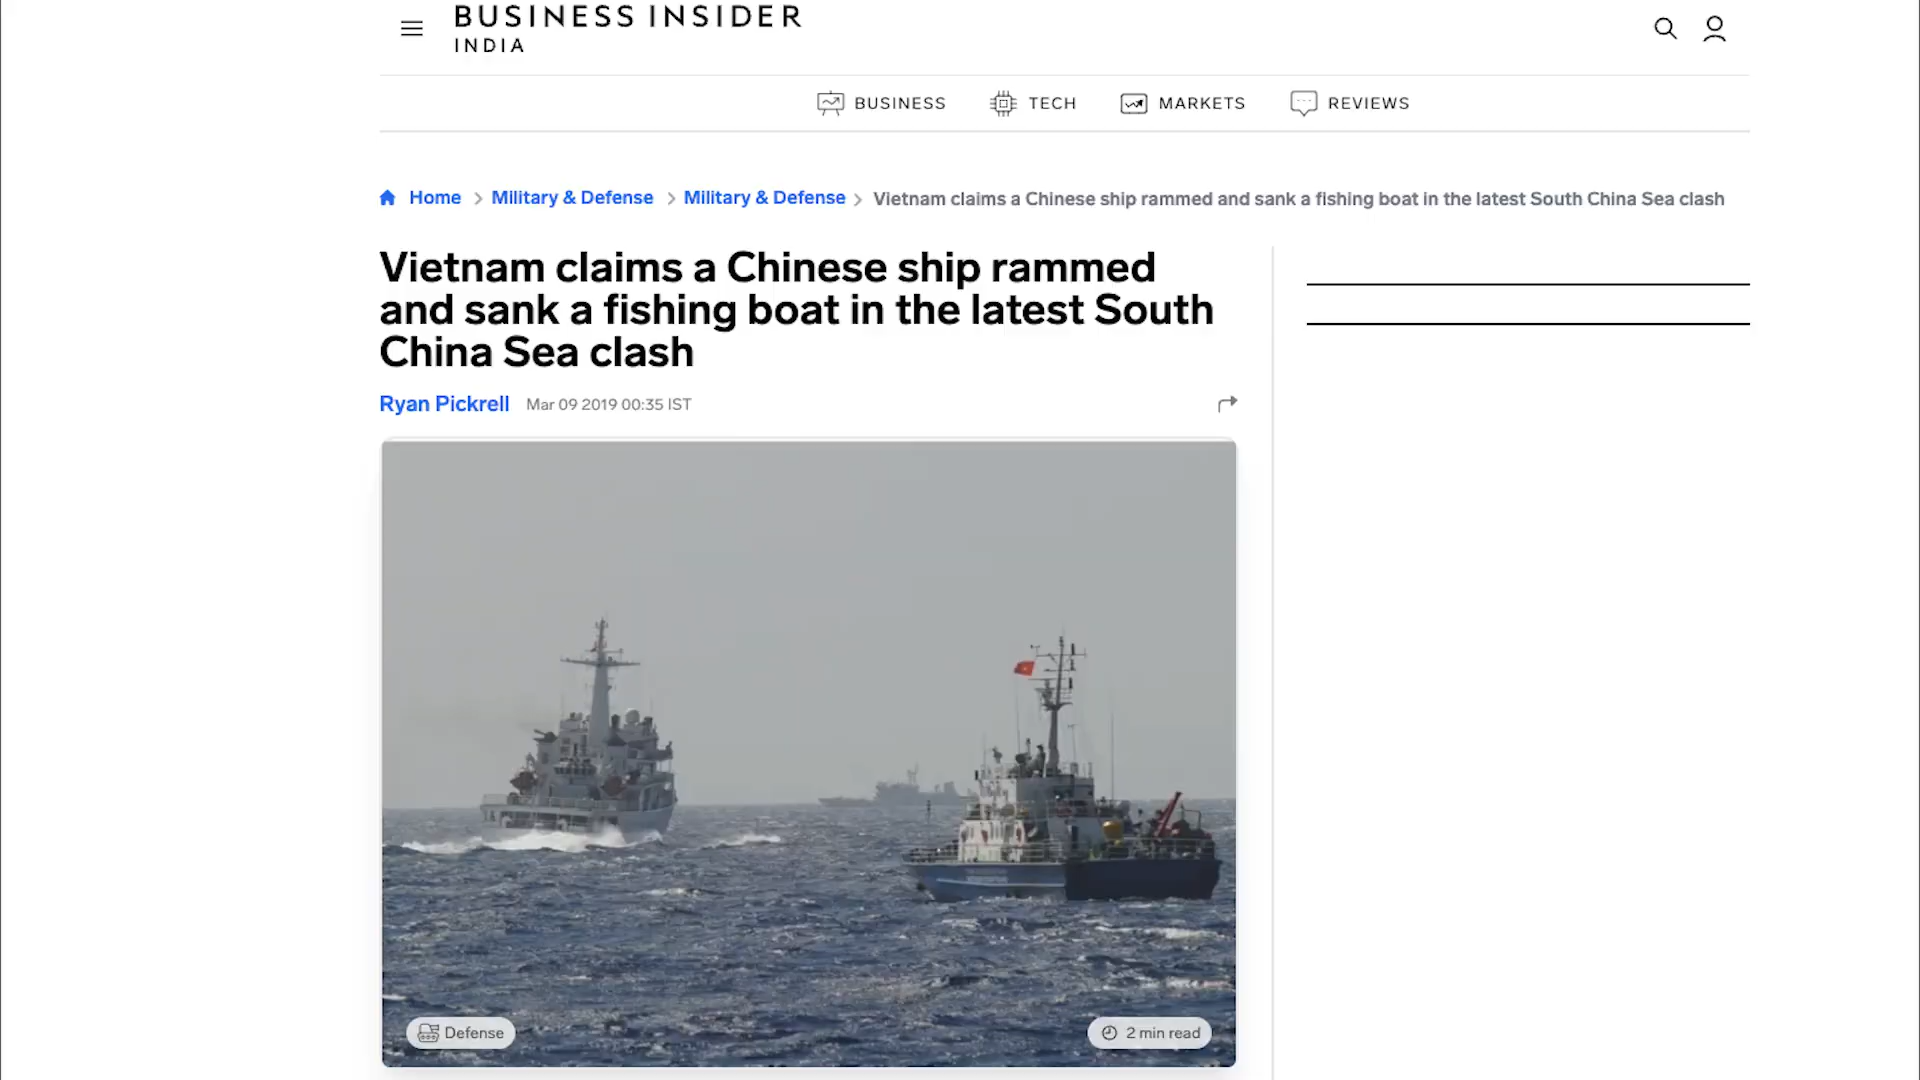 BUSINESS INSIDER
INDIA
BUSINESS
TECH
MARKETS
REVIEWS
Home
Military & Defense
Military & Defense
Vietnam claims a Chinese ship rammed and sank a fishing boat in the latest South China Sea clash
Vietnam claims a Chinese ship rammed
and sank a fishing boat in the latest South
China Sea clash
Ryan Pickrell Mar 09 2019 00:35 IST
Defense
2 min read